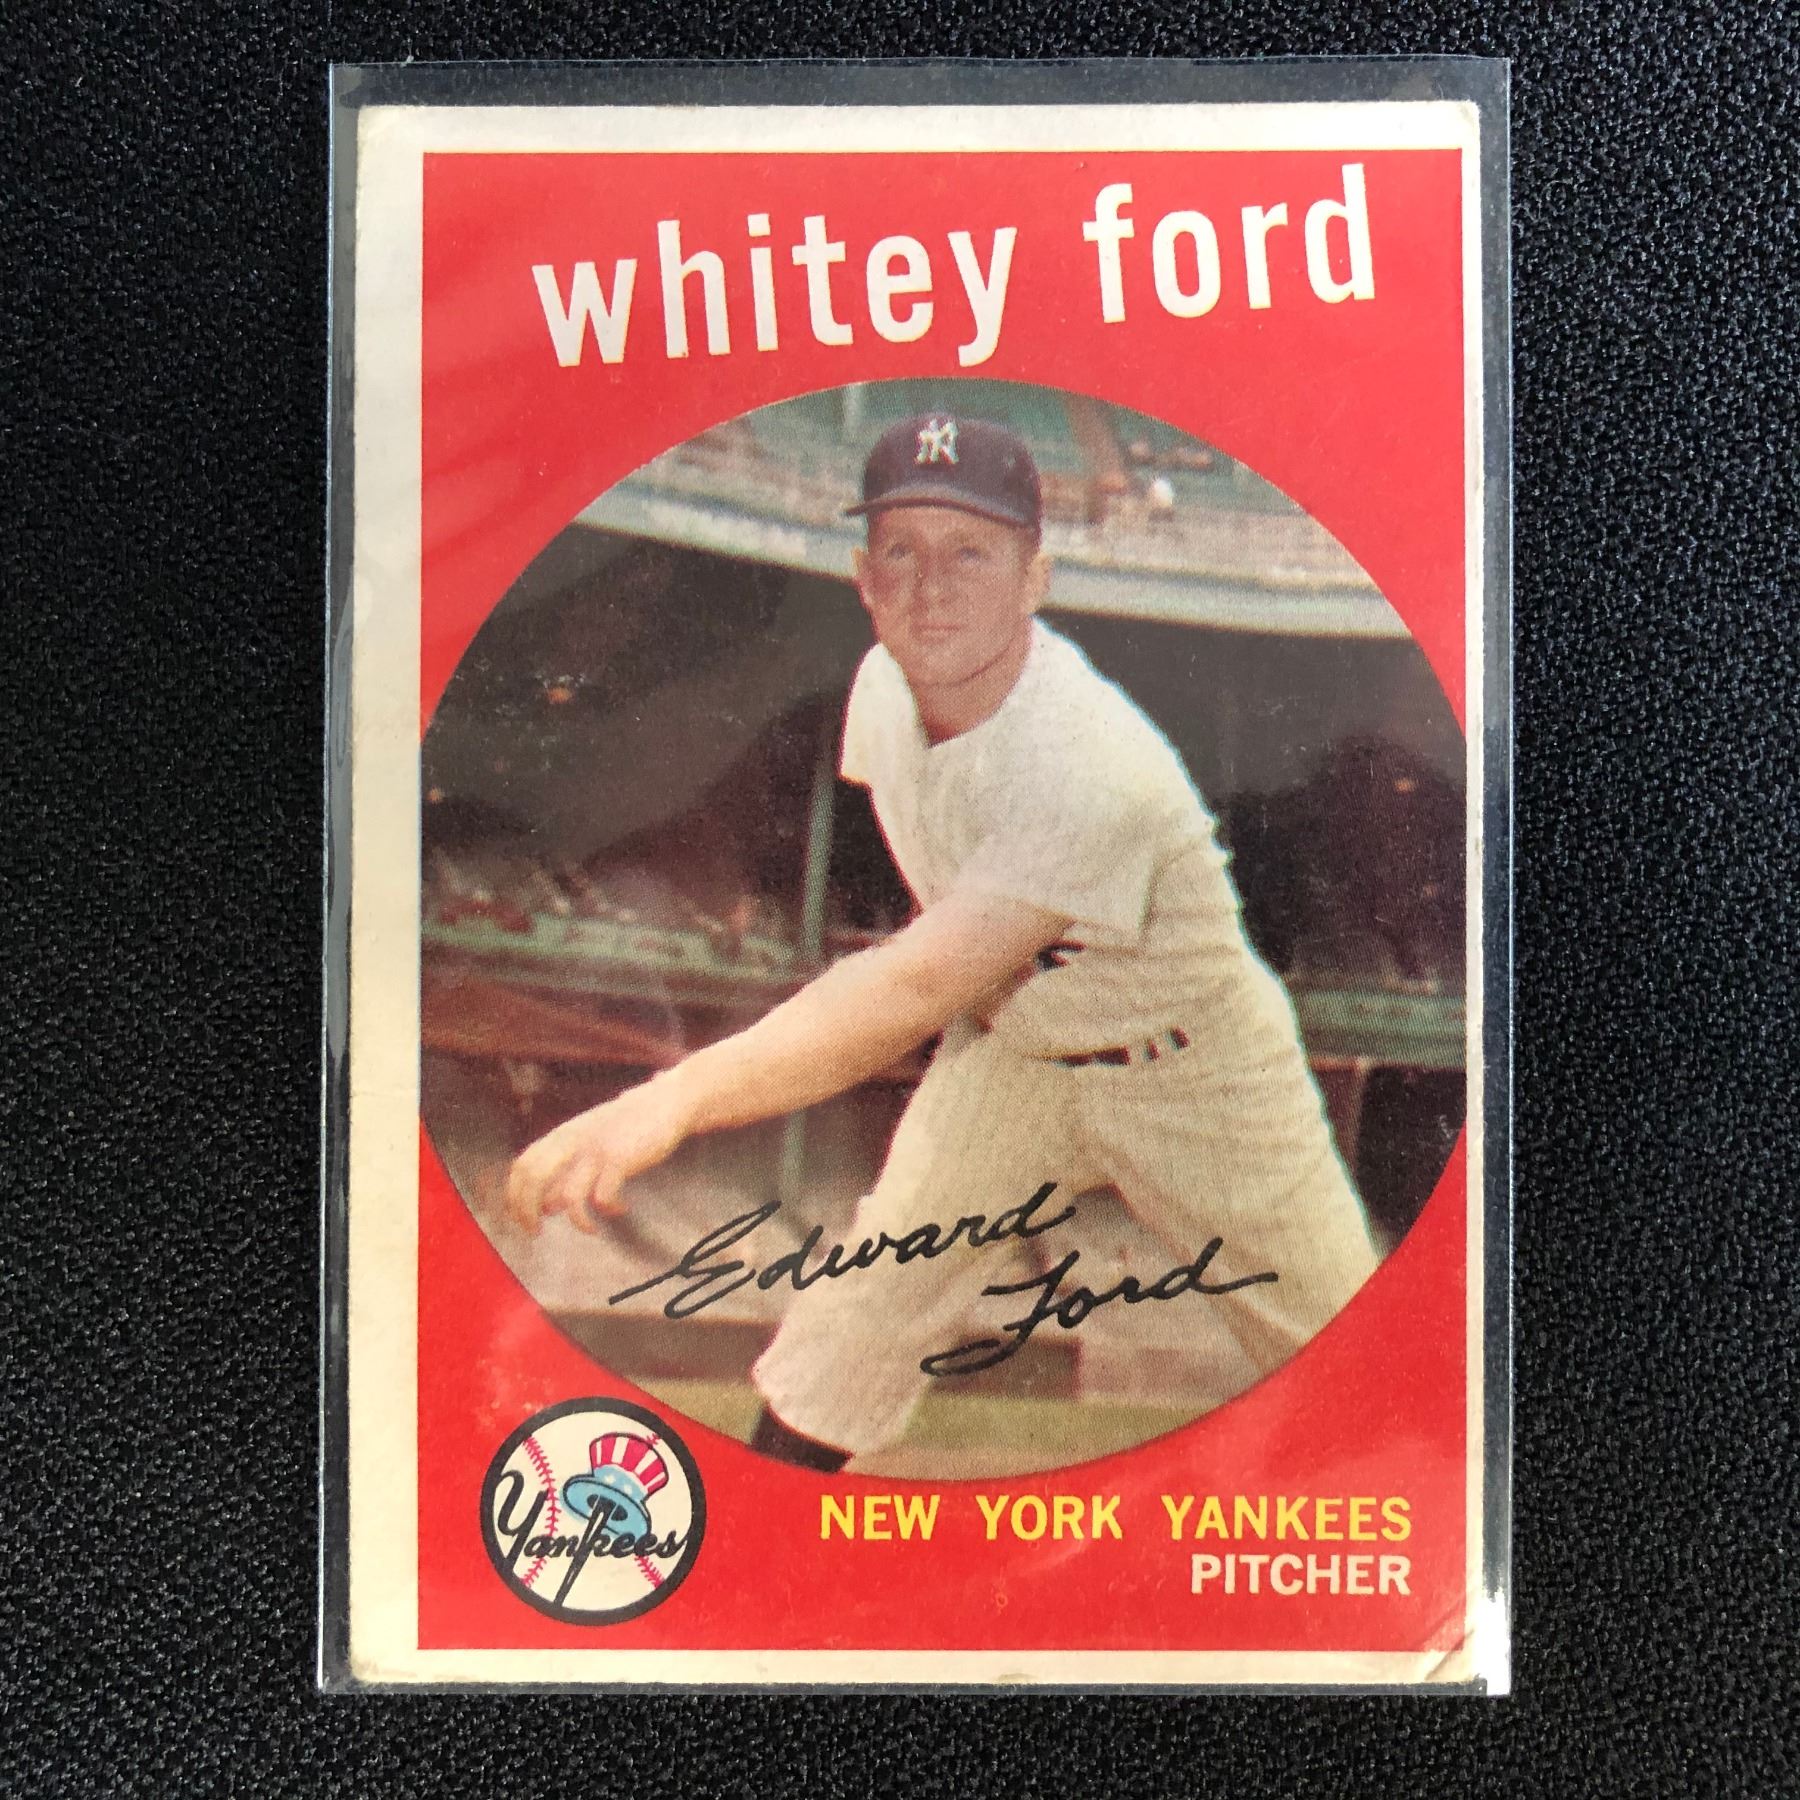 whitey ford
Edward
Ford
Yankees
NEW YORK YANKEES
PITCHER